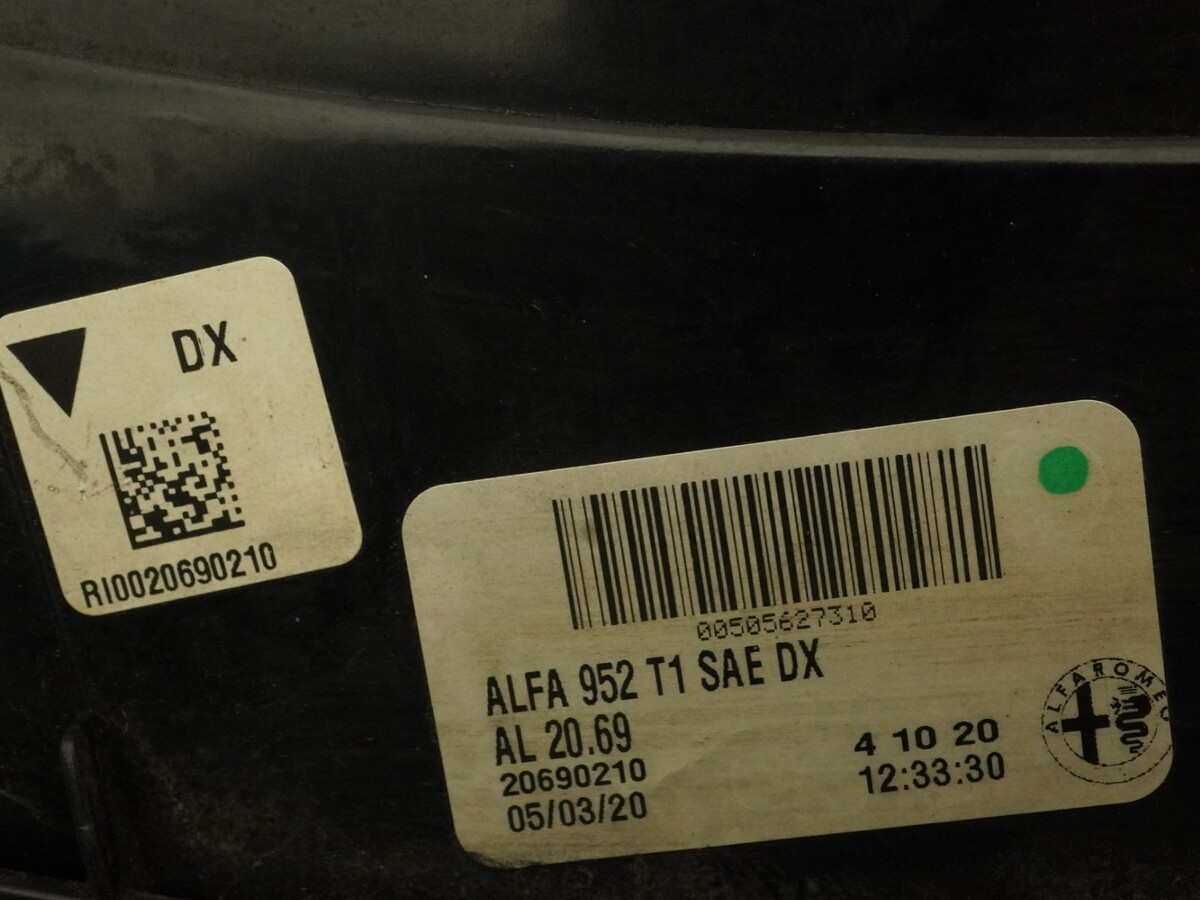 DX
RI0020690210
00505627310
ALFA 952 T1 SAE DX
AL 20.69
20690210
05/03/20
4 10 20
12:33:30
ALFA ROMEO